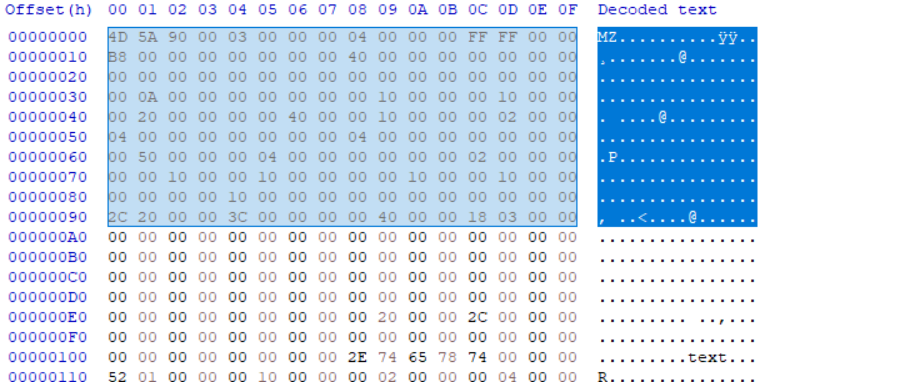 Offset(h) 00 01 02 03 04 05 06 07 08 09 0A 0B 0C 0D 0E 0F Decoded text
00000000 4D 5A 90 00 03 00 00 00 04 00 00 00 FF FF 00 00 MZ..........ÿÿ..
00000010 B8 00 00 00 00 00 00 00 40 00 00 00 00 00 00 00 ¸.......@.......
00000020 00 00 00 00 00 00 00 00 00 00 00 00 00 00 00 00 ................
00000030 00 0A 00 00 00 00 00 00 00 10 00 00 00 10 00 00 ................
00000040 00 20 00 00 00 00 40 00 00 10 00 00 00 02 00 00 . ....@.........
00000050 04 00 00 00 00 00 00 00 04 00 00 00 00 00 00 00 ................
00000060 00 50 00 00 00 04 00 00 00 00 00 00 02 00 00 00 .P..............
00000070 00 00 10 00 00 10 00 00 00 00 10 00 00 10 00 00 ................
00000080 00 00 00 00 10 00 00 00 00 00 00 00 00 00 00 00 ................
00000090 2C 20 00 00 3C 00 00 00 00 40 00 00 18 03 00 00 , ..<....@......
000000A0 00 00 00 00 00 00 00 00 00 00 00 00 00 00 00 00 ................
000000B0 00 00 00 00 00 00 00 00 00 00 00 00 00 00 00 00 ................
000000C0 00 00 00 00 00 00 00 00 00 00 00 00 00 00 00 00 ................
000000D0 00 00 00 00 00 00 00 00 00 00 00 00 00 00 00 00 ................
000000E0 00 00 00 00 00 00 00 00 00 20 00 00 2C 00 00 00 ......... ..,...
000000F0 00 00 00 00 00 00 00 00 00 00 00 00 00 00 00 00 ................
00000100 00 00 00 00 00 00 00 00 2E 74 65 78 74 00 00 00 .........text...
00000110 52 01 00 00 00 10 00 00 00 02 00 00 00 04 00 00 R...............